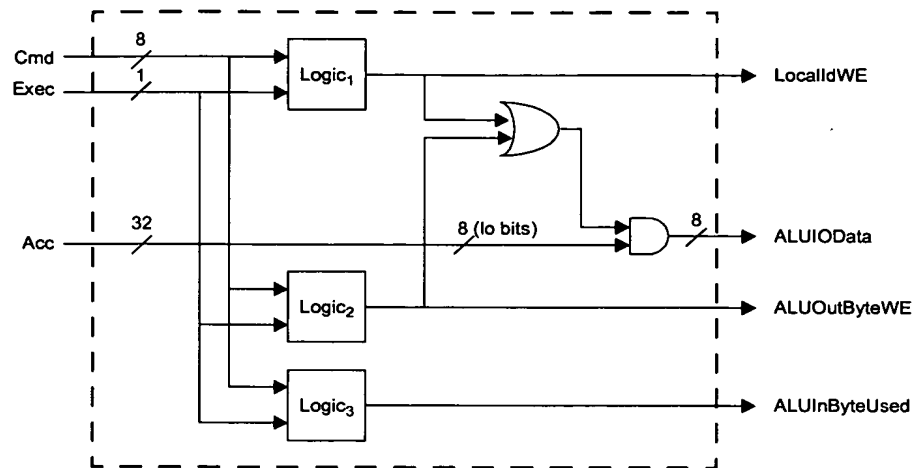 8
Cmd
1
Exec
Logic1
LocalIdWE
32
Acc
8 (lo bits)
8
ALUIOData
Logic2
ALUOutByteWE
Logic3
ALUInByteUsed